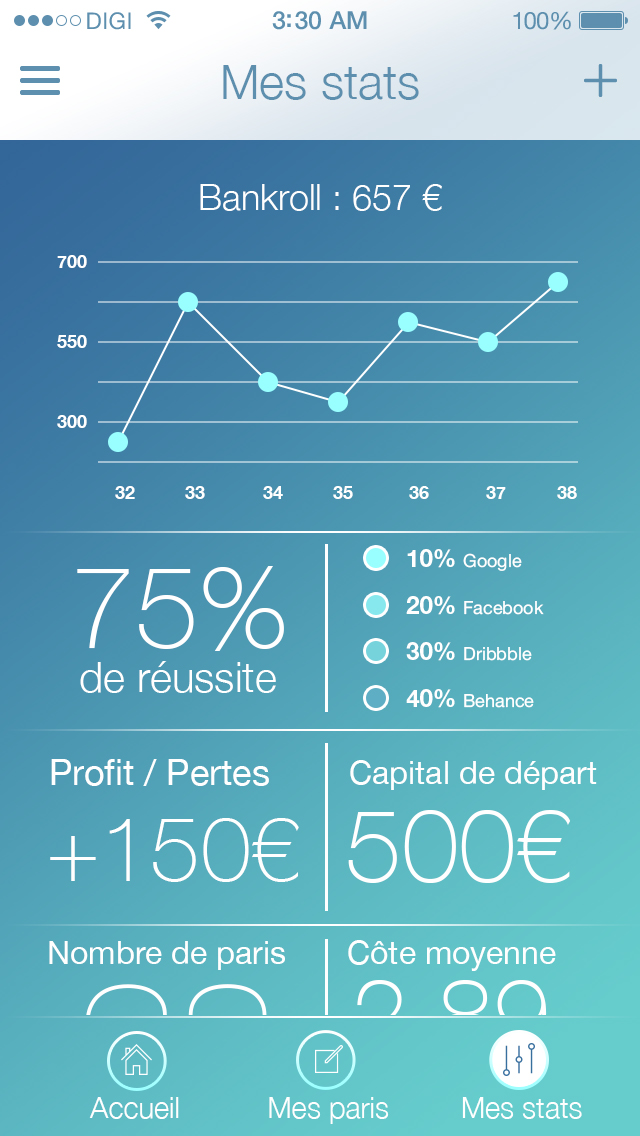 DIGI 3:30 AM 100%
Mes stats
Bankroll : 657 €
700
550
300
32 33 34 35 36 37 38
75%
de réussite
10% Google
20% Facebook
30% Dribbble
40% Behance
Profit / Pertes
+150€
Capital de départ
500€
Nombre de paris
Côte moyenne
Accueil Mes paris Mes stats